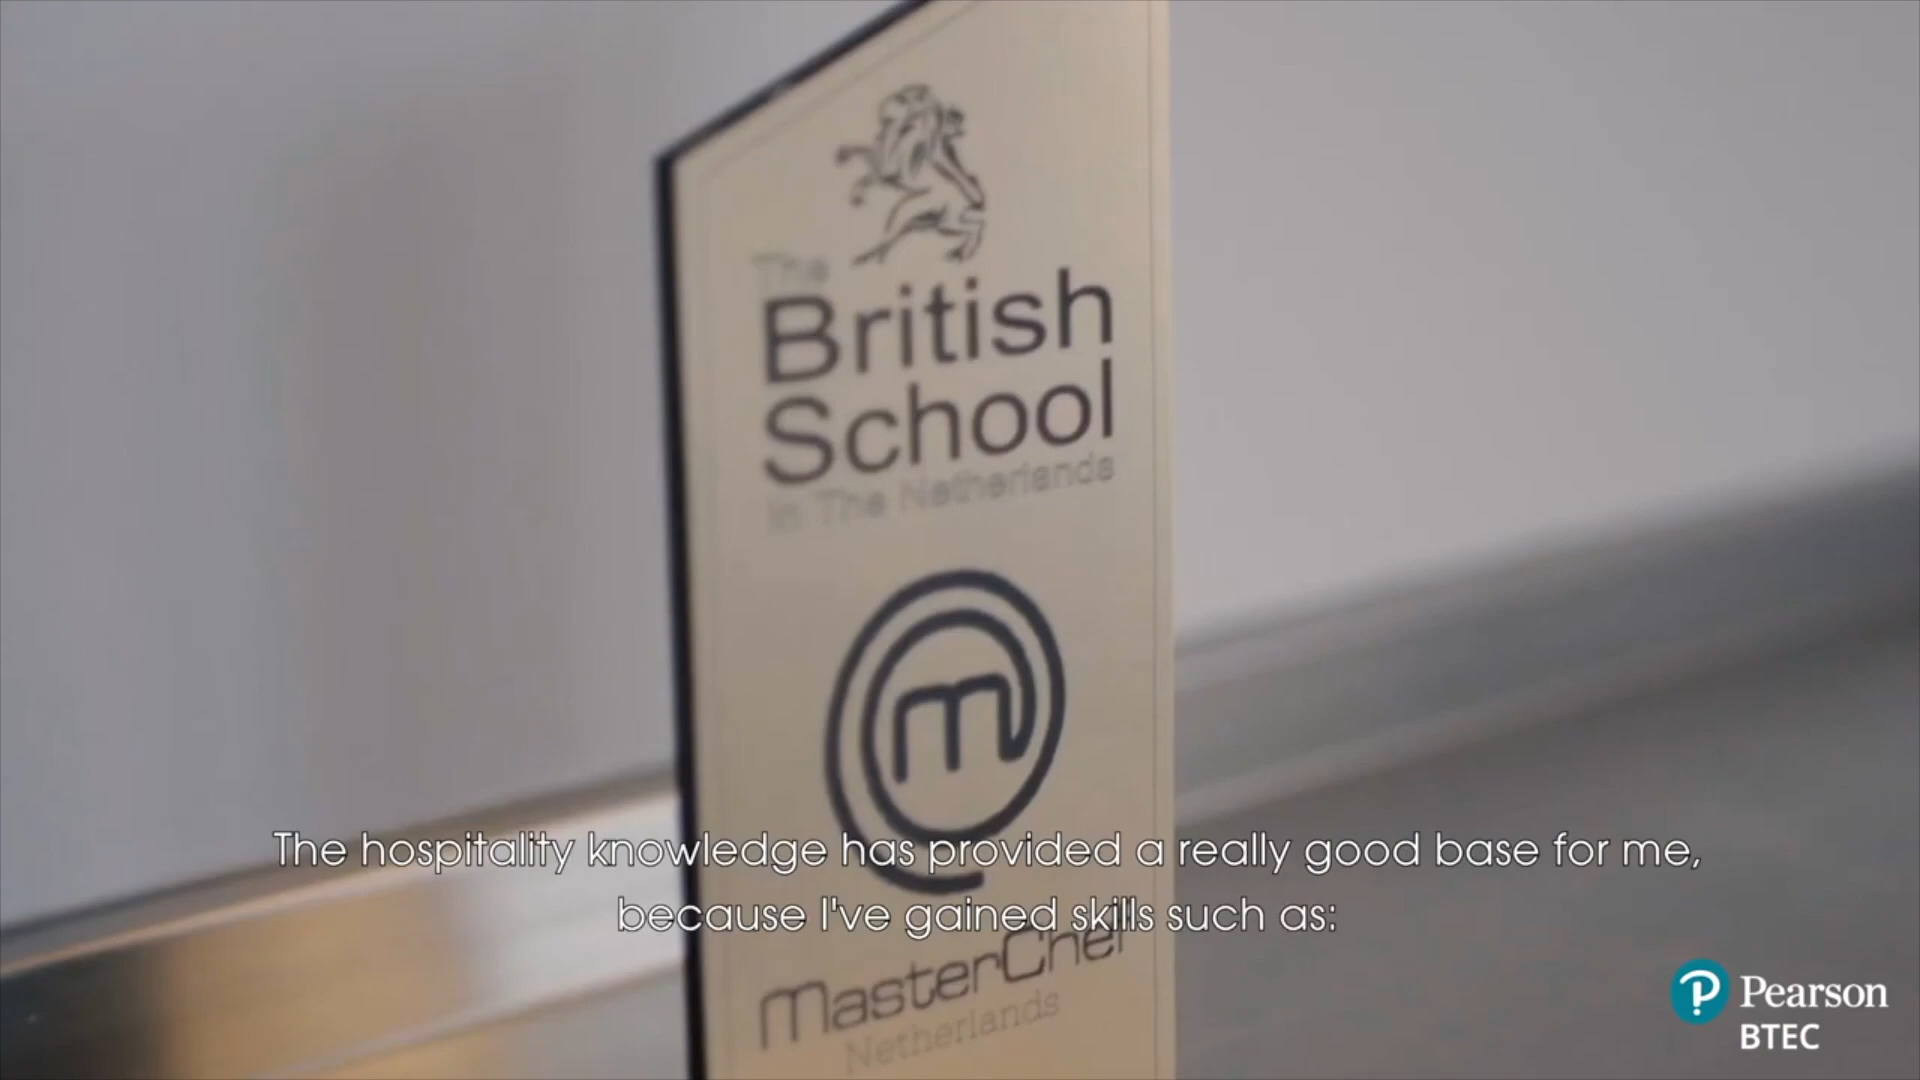 The
British
School
In The Netherlands
m
MasterChef
Netherlands
The hospitality knowledge has provided a really good base for me,
because I've gained skills such as:
Pearson
BTEC